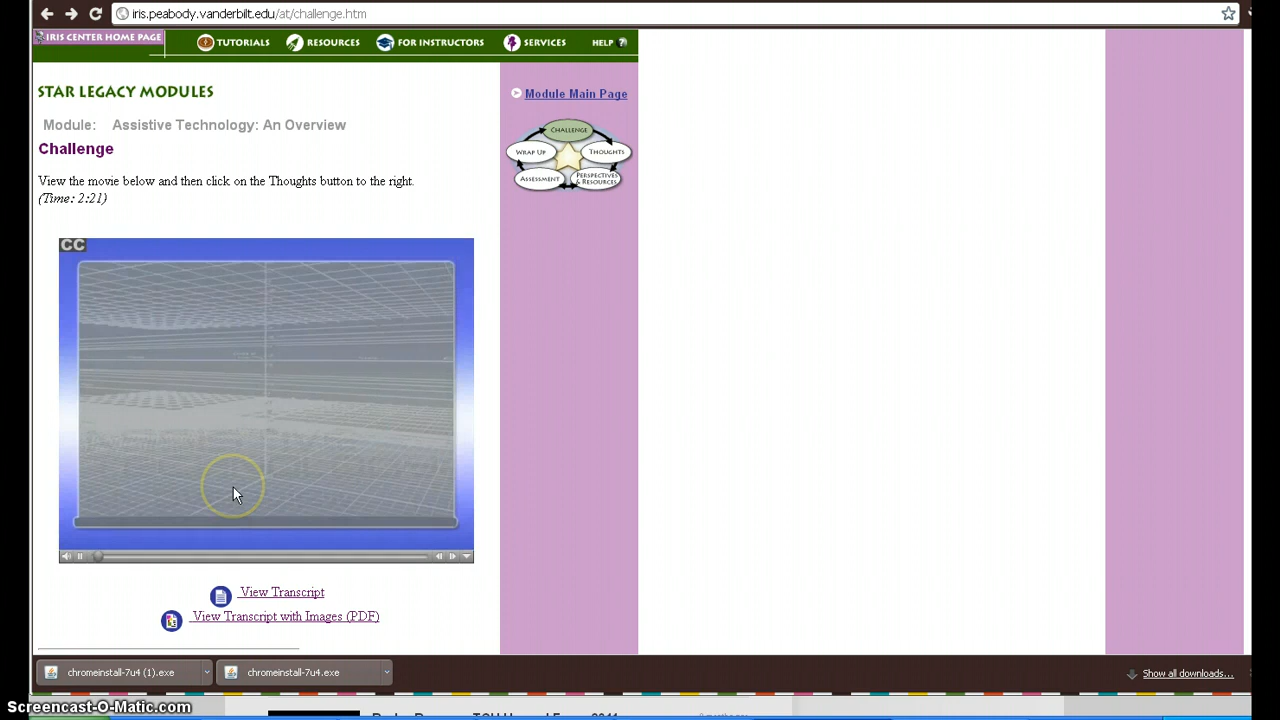 iris.peabody.vanderbilt.edu/at/challenge.htm
IRIS CENTER HOME PAGE
TUTORIALS RESOURCES FOR INSTRUCTORS SERVICES HELP ?
STAR LEGACY MODULES
Module: Assistive Technology: An Overview
Challenge
View the movie below and then click on the Thoughts button to the right.
(Time: 2:21)
Module Main Page
CHALLENGE
WRAP UP
THOUGHTS
ASSESSMENT
PERSPECTIVES
& RESOURCES
CC
View Transcript
View Transcript with Images (PDF)
chromeinstall-7u4 (1).exe
chromeinstall-7u4.exe
Show all downloads...
Screencast-O-Matic.com